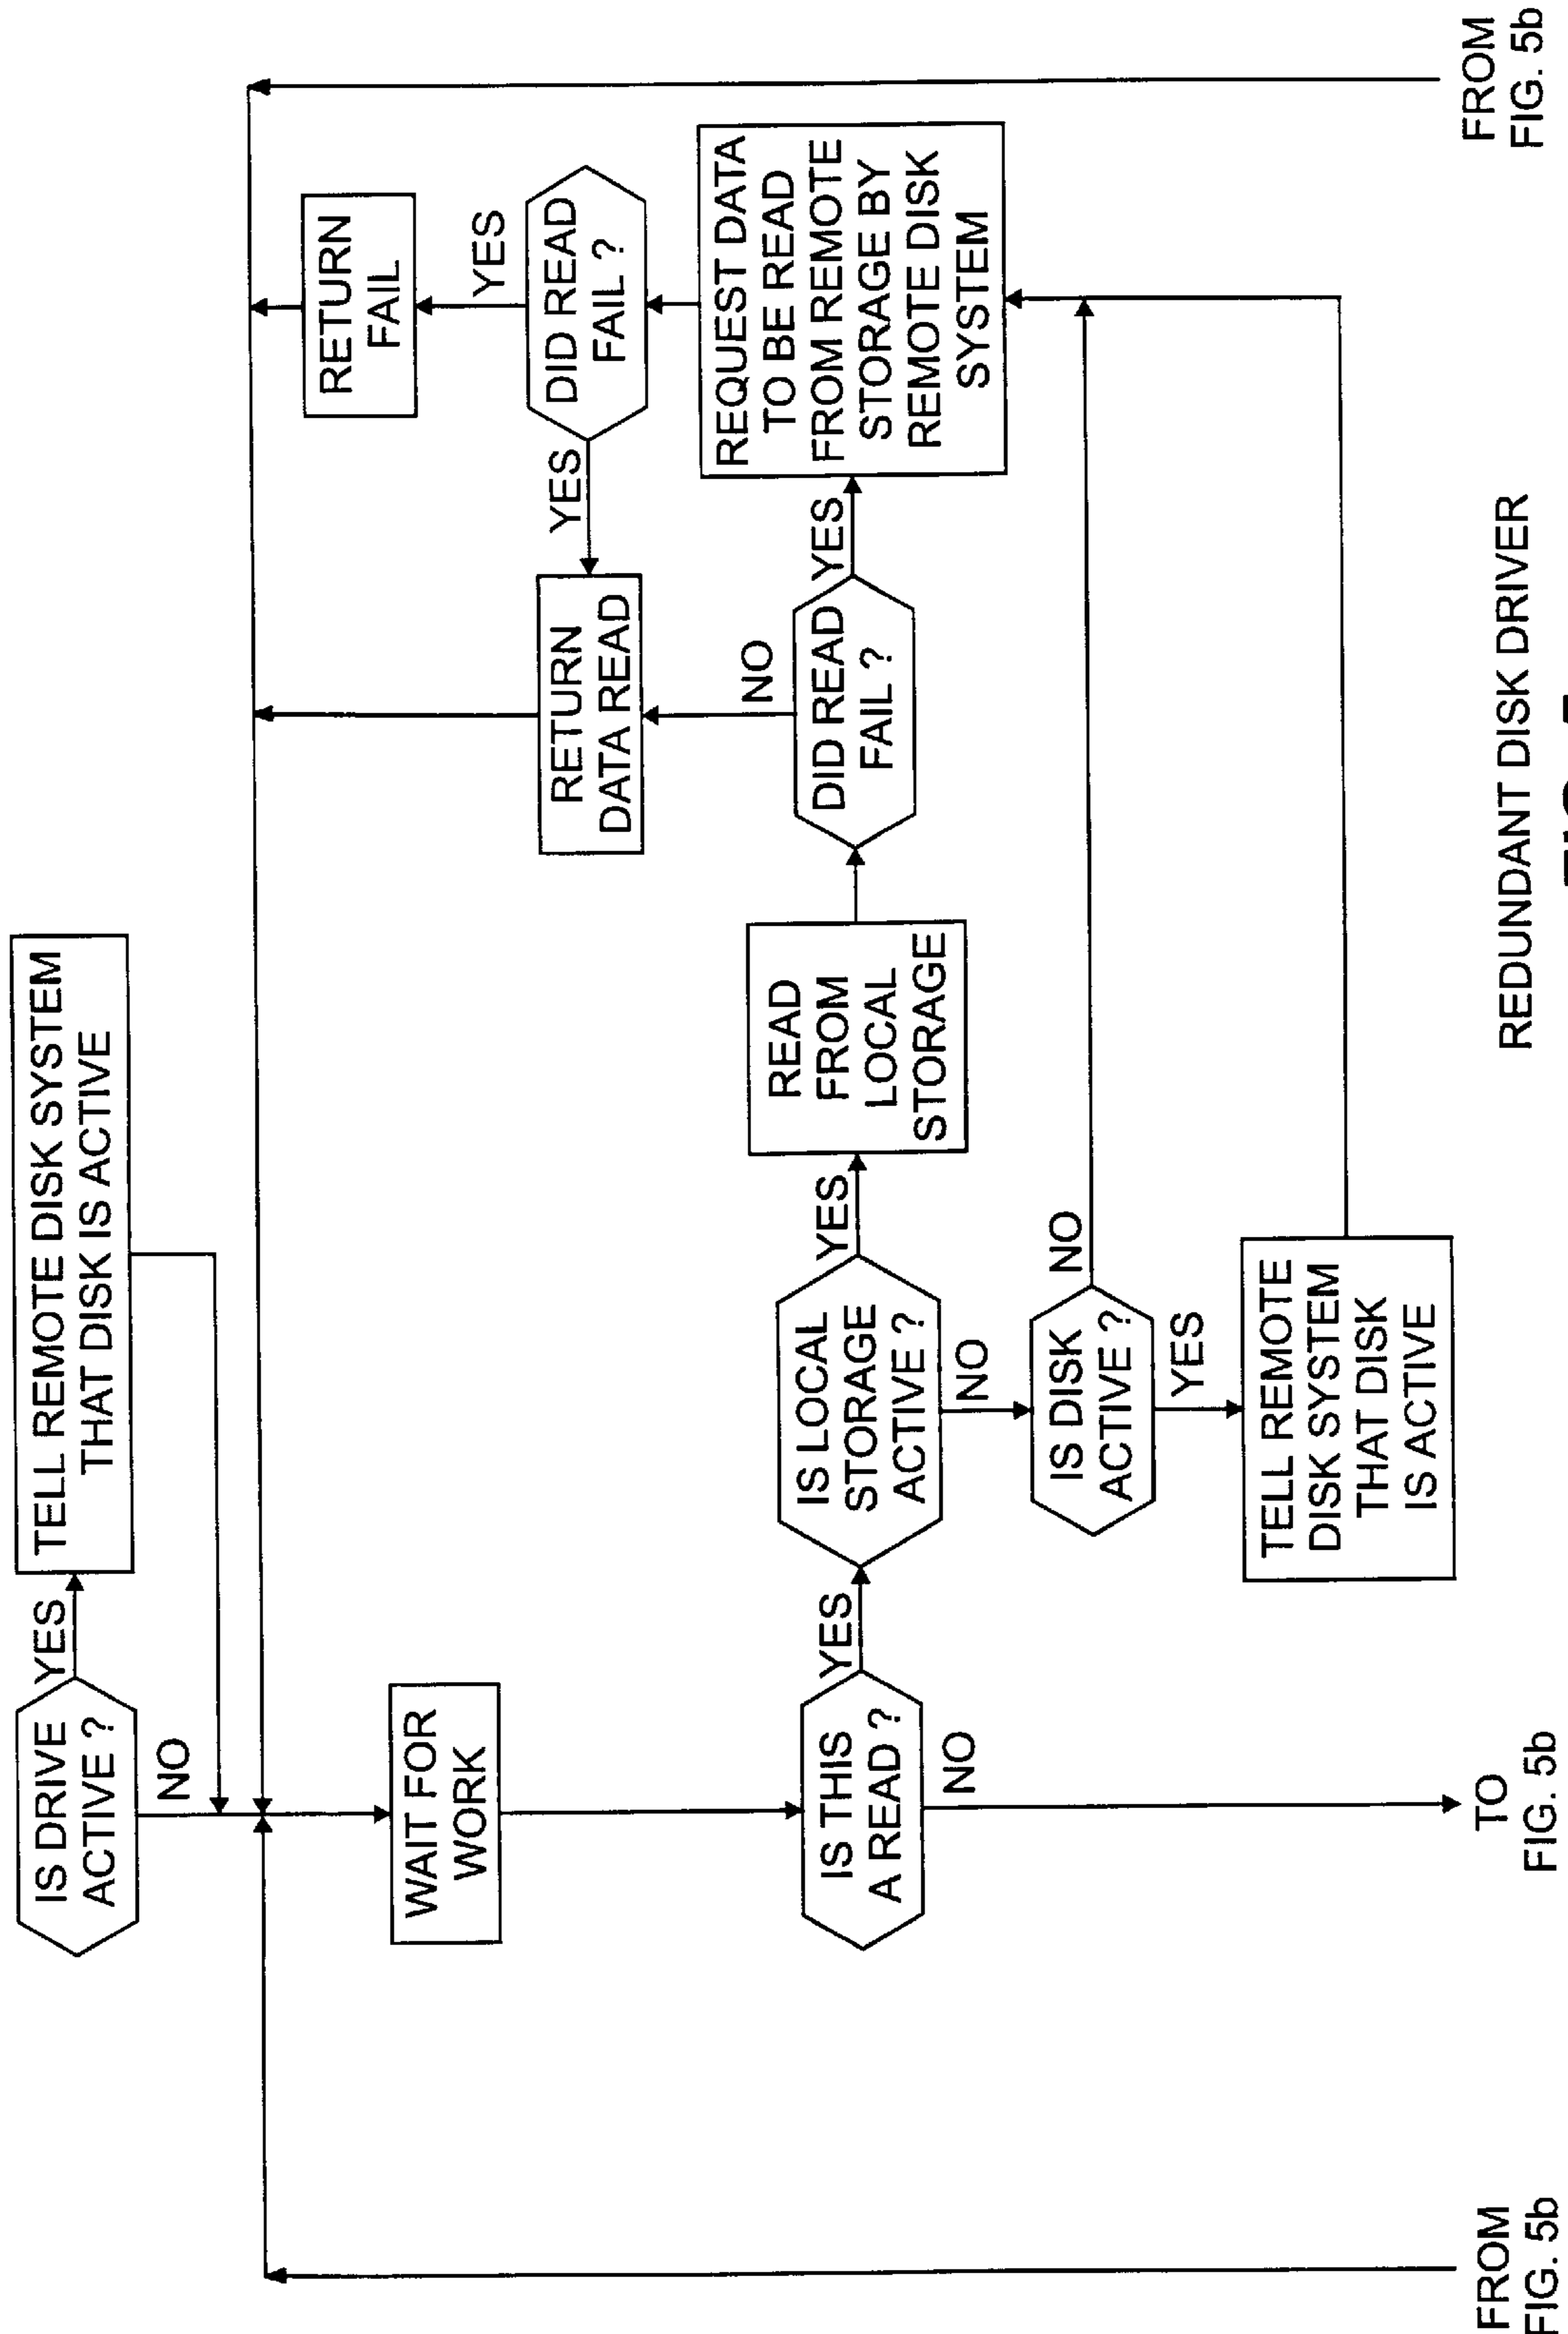 IS DRIVE
ACTIVE ?
YES
NO
TELL REMOTE DISK SYSTEM
THAT DISK IS ACTIVE
WAIT FOR
WORK
IS THIS
A READ ?
YES
NO
IS LOCAL
STORAGE
ACTIVE ?
YES
NO
READ
FROM
LOCAL
STORAGE
DID READ
FAIL ?
YES
NO
RETURN
DATA READ
YES
DID READ
FAIL ?
YES
RETURN
FAIL
REQUEST DATA
TO BE READ
FROM REMOTE
STORAGE BY
REMOTE DISK
SYSTEM
IS DISK
ACTIVE ?
NO
YES
TELL REMOTE
DISK SYSTEM
THAT DISK
IS ACTIVE
FROM
FIG. 5b
TO
FIG. 5b
FROM
FIG. 5b
REDUNDANT DISK DRIVER